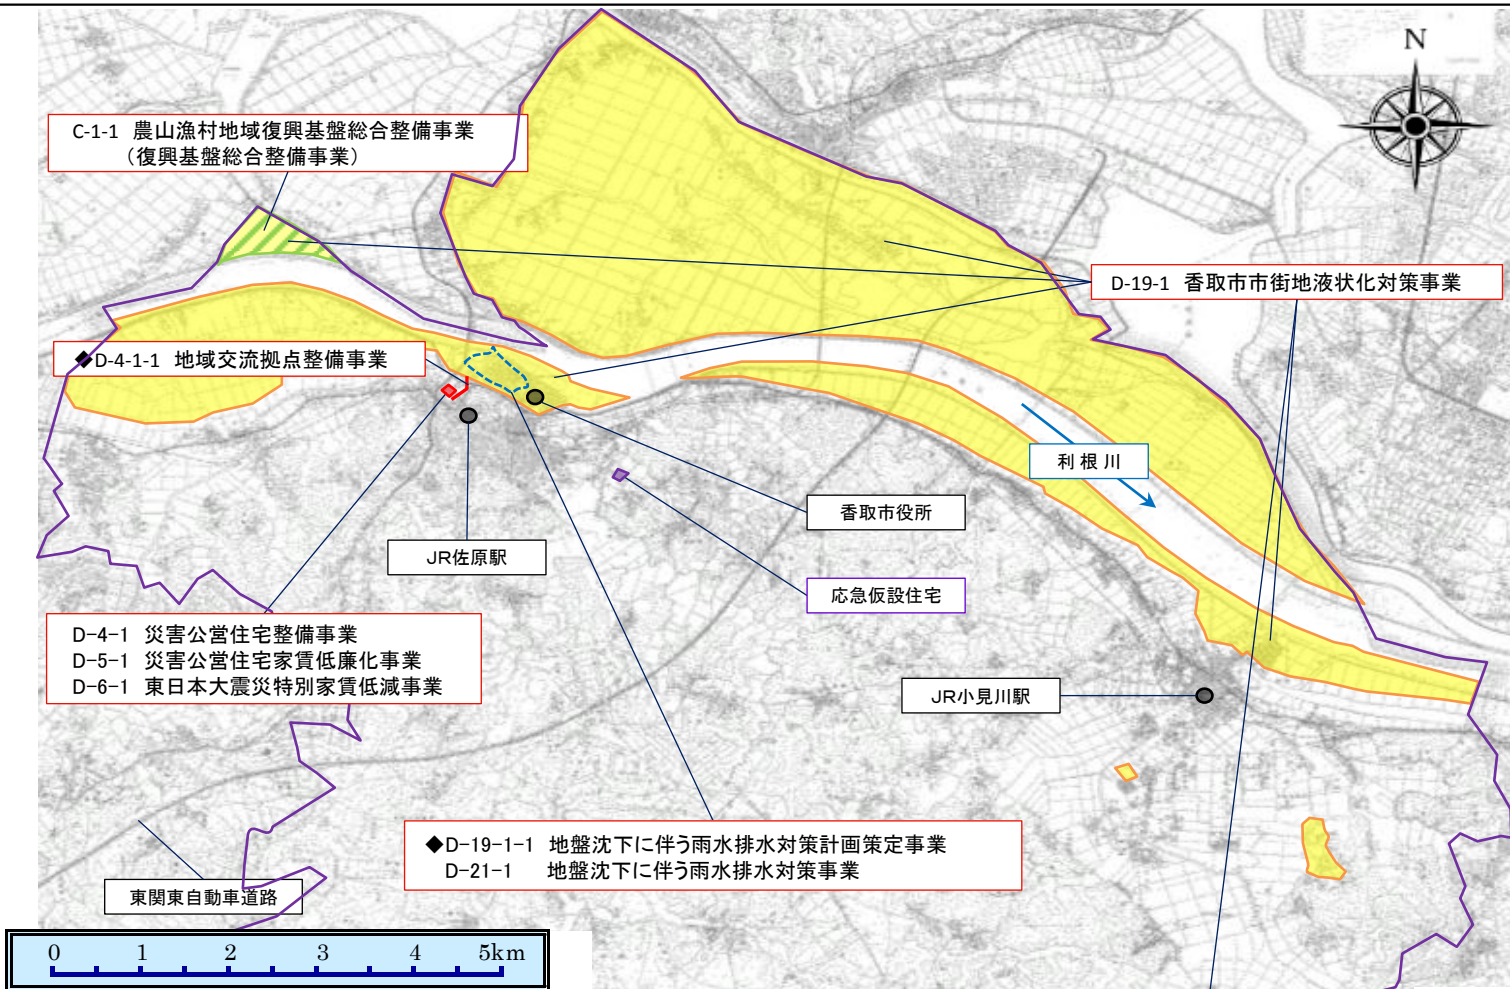 N
C-1-1 農山漁村地域復興基盤総合整備事業
（復興基盤総合整備事業）
D-19-1 香取市市街地液状化対策事業
◆D-4-1-1 地域交流拠点整備事業
利根川
香取市役所
JR佐原駅
応急仮設住宅
D-4-1 災害公営住宅整備事業
D-5-1 災害公営住宅家賃低廉化事業
D-6-1 東日本大震災特別家賃低減事業
JR小見川駅
◆D-19-1-1 地盤沈下に伴う雨水排水対策計画策定事業
D-21-1 地盤沈下に伴う雨水排水対策事業
東関東自動車道路
0 1 2 3 4 5km